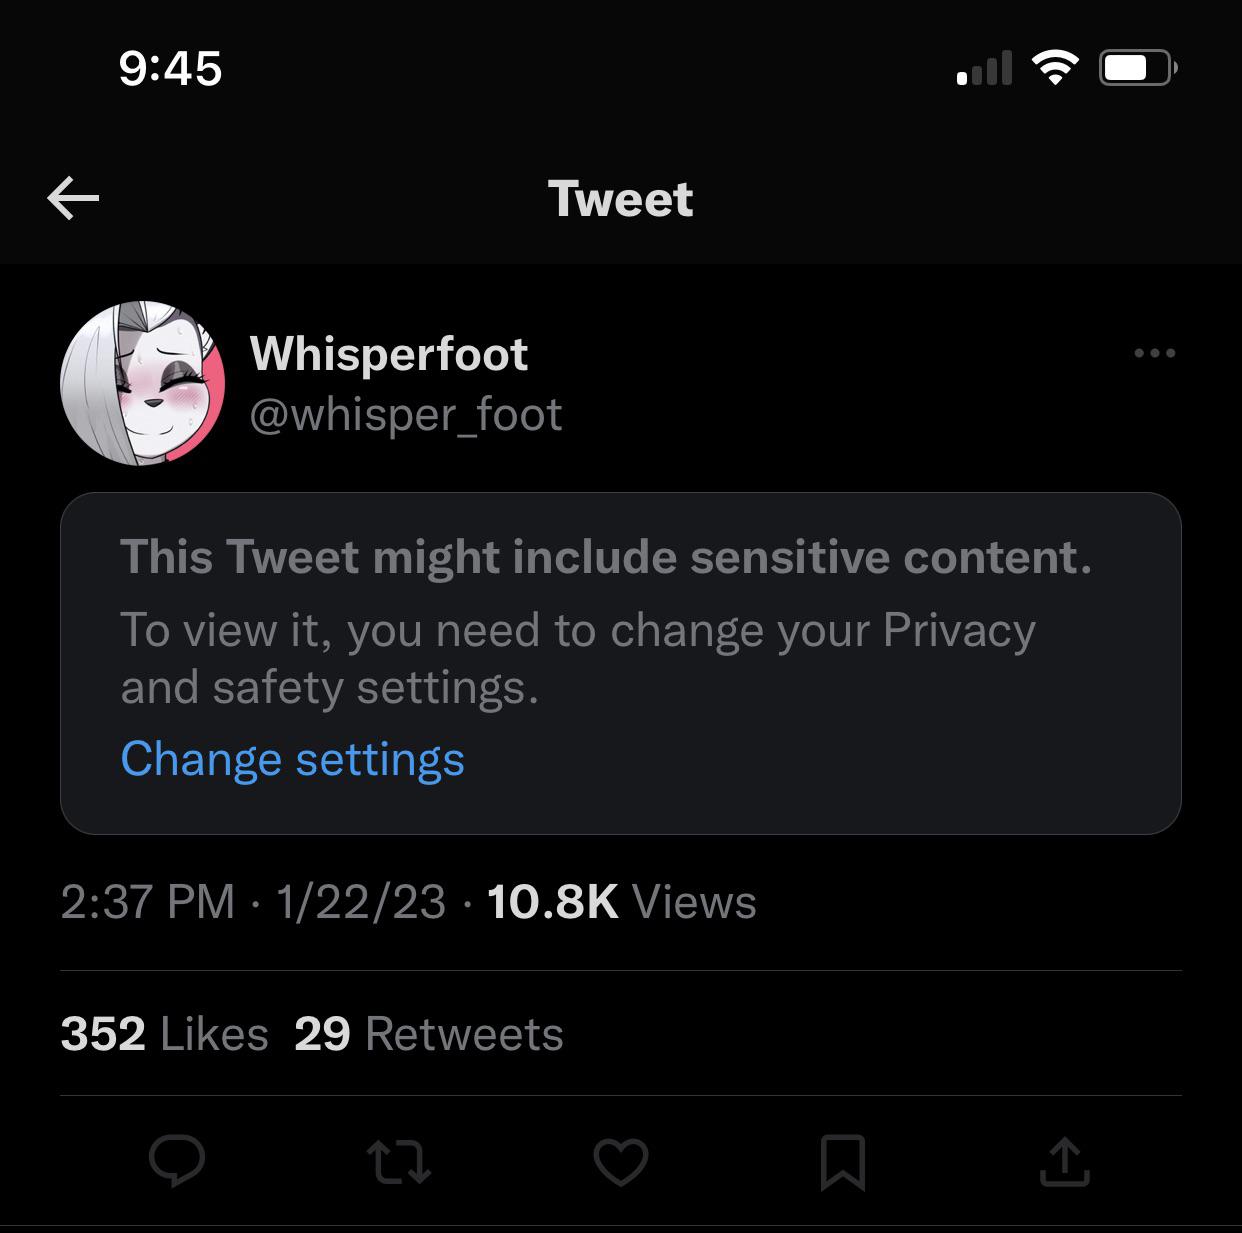 9:45
Tweet
Whisperfoot
@whisper_foot
This Tweet might include sensitive content.
To view it, you need to change your Privacy
and safety settings.
Change settings
2:37 PM · 1/22/23 · 10.8K Views
352 Likes 29 Retweets